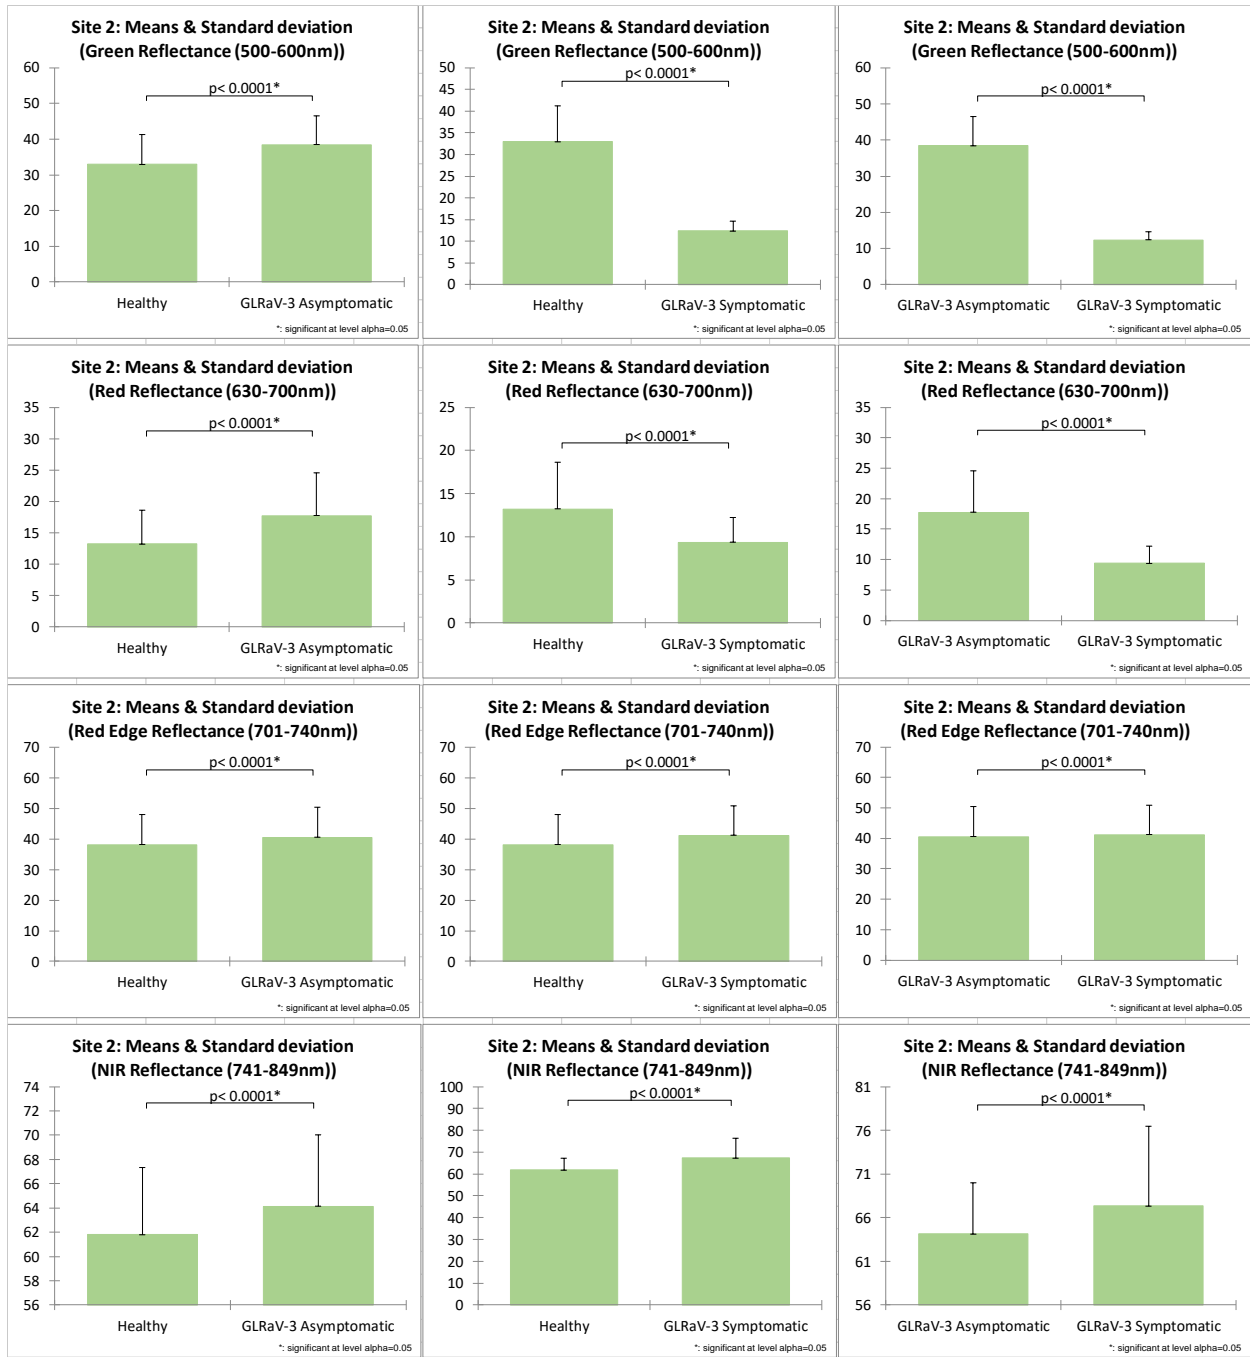 Site 2: Means & Standard deviation
(Green Reflectance (500-600nm))
60
50
40
30
20
10
0
p< 0.0001*
Healthy
GLRaV-3 Asymptomatic
*: significant at level alpha=0.05
Site 2: Means & Standard deviation
(Green Reflectance (500-600nm))
50
45
40
35
30
25
20
15
10
5
0
p< 0.0001*
Healthy
GLRaV-3 Symptomatic
*: significant at level alpha=0.05
Site 2: Means & Standard deviation
(Green Reflectance (500-600nm))
60
50
40
30
20
10
0
p< 0.0001*
GLRaV-3 Asymptomatic
GLRaV-3 Symptomatic
*: significant at level alpha=0.05
Site 2: Means & Standard deviation
(Red Reflectance (630-700nm))
35
30
25
20
15
10
5
0
p< 0.0001*
Healthy
GLRaV-3 Asymptomatic
*: significant at level alpha=0.05
Site 2: Means & Standard deviation
(Red Reflectance (630-700nm))
25
20
15
10
5
0
p< 0.0001*
Healthy
GLRaV-3 Symptomatic
*: significant at level alpha=0.05
Site 2: Means & Standard deviation
(Red Reflectance (630-700nm))
35
30
25
20
15
10
5
0
p< 0.0001*
GLRaV-3 Asymptomatic
GLRaV-3 Symptomatic
*: significant at level alpha=0.05
Site 2: Means & Standard deviation
(Red Edge Reflectance (701-740nm))
70
60
50
40
30
20
10
0
p< 0.0001*
Healthy
GLRaV-3 Asymptomatic
*: significant at level alpha=0.05
Site 2: Means & Standard deviation
(Red Edge Reflectance (701-740nm))
70
60
50
40
30
20
10
0
p< 0.0001*
Healthy
GLRaV-3 Symptomatic
*: significant at level alpha=0.05
Site 2: Means & Standard deviation
(Red Edge Reflectance (701-740nm))
70
60
50
40
30
20
10
0
p< 0.0001*
GLRaV-3 Asymptomatic
GLRaV-3 Symptomatic
*: significant at level alpha=0.05
Site 2: Means & Standard deviation
(NIR Reflectance (741-849nm))
74
72
70
68
66
64
62
60
58
56
p< 0.0001*
Healthy
GLRaV-3 Asymptomatic
*: significant at level alpha=0.05
Site 2: Means & Standard deviation
(NIR Reflectance (741-849nm))
100
90
80
70
60
50
40
30
20
10
0
p< 0.0001*
Healthy
GLRaV-3 Symptomatic
*: significant at level alpha=0.05
Site 2: Means & Standard deviation
(NIR Reflectance (741-849nm))
81
76
71
66
61
56
p< 0.0001*
GLRaV-3 Asymptomatic
GLRaV-3 Symptomatic
*: significant at level alpha=0.05